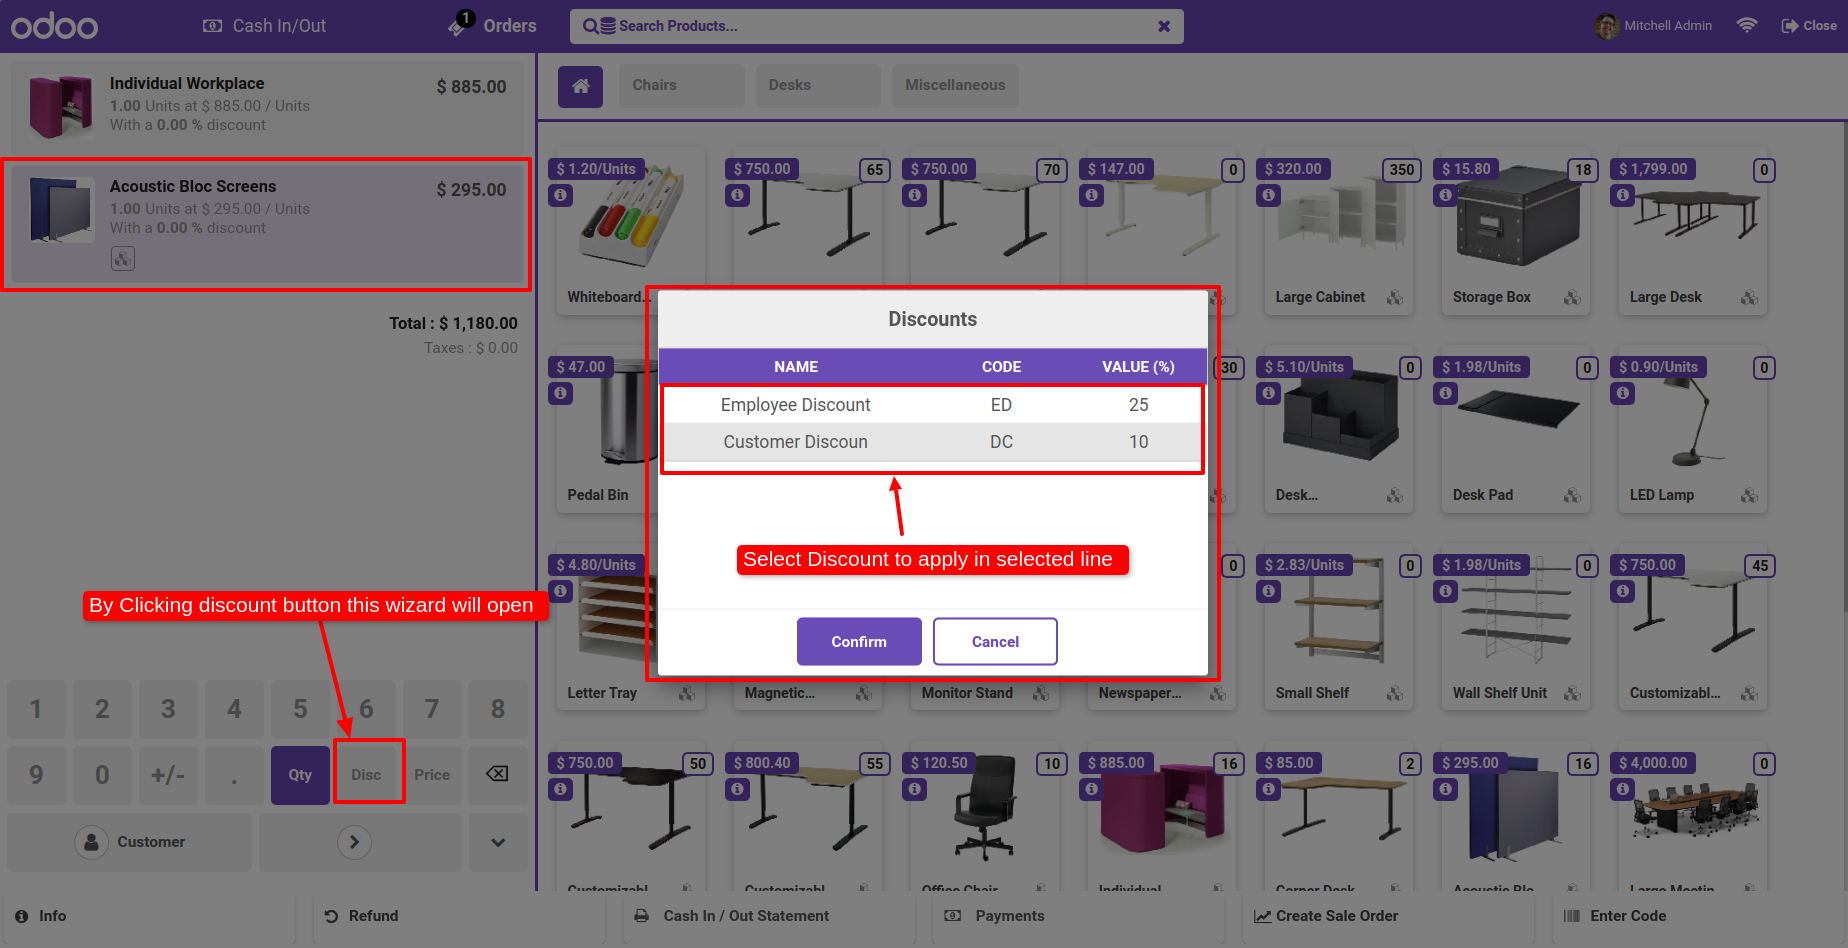 odoo
Cash In/Out
1
Orders
Search Products...
Mitchell Admin
Close
Individual Workplace
$ 885.00
1.00 Units at $ 885.00 / Units
With a 0.00 % discount
Acoustic Bloc Screens
$ 295.00
1.00 Units at $ 295.00 / Units
With a 0.00 % discount
Total : $ 1,180.00
Taxes : $ 0.00
Chairs
Desks
Miscellaneous
$ 1.20/Units
$ 750.00
65
$ 750.00
70
$ 147.00
0
$ 320.00
350
$ 15.80
18
$ 1,799.00
0
Whiteboard...
Large Cabinet
Storage Box
Large Desk
Discounts
NAME
CODE
VALUE (%)
Employee Discount
ED
25
Customer Discoun
DC
10
Select Discount to apply in selected line
Confirm
Cancel
$ 47.00
30
$ 5.10/Units
0
$ 1.98/Units
0
$ 0.90/Units
0
Pedal Bin
Desk...
Desk Pad
LED Lamp
$ 4.80/Units
0
$ 2.83/Units
0
$ 1.98/Units
0
$ 750.00
45
Letter Tray
Magnetic...
Monitor Stand
Newspaper...
Small Shelf
Wall Shelf Unit
Customizabl...
By Clicking discount button this wizard will open
1
2
3
4
5
6
7
8
9
0
+/-
.
Qty
Disc
Price
Customer
$ 750.00
50
$ 800.40
55
$ 120.50
10
$ 885.00
16
$ 85.00
2
$ 295.00
16
$ 4,000.00
0
Customizabl
Customizabl
Office Chair
Individual
Corner Desk
Acoustic Blo
Large Meetin
Info
Refund
Cash In / Out Statement
Payments
Create Sale Order
Enter Code